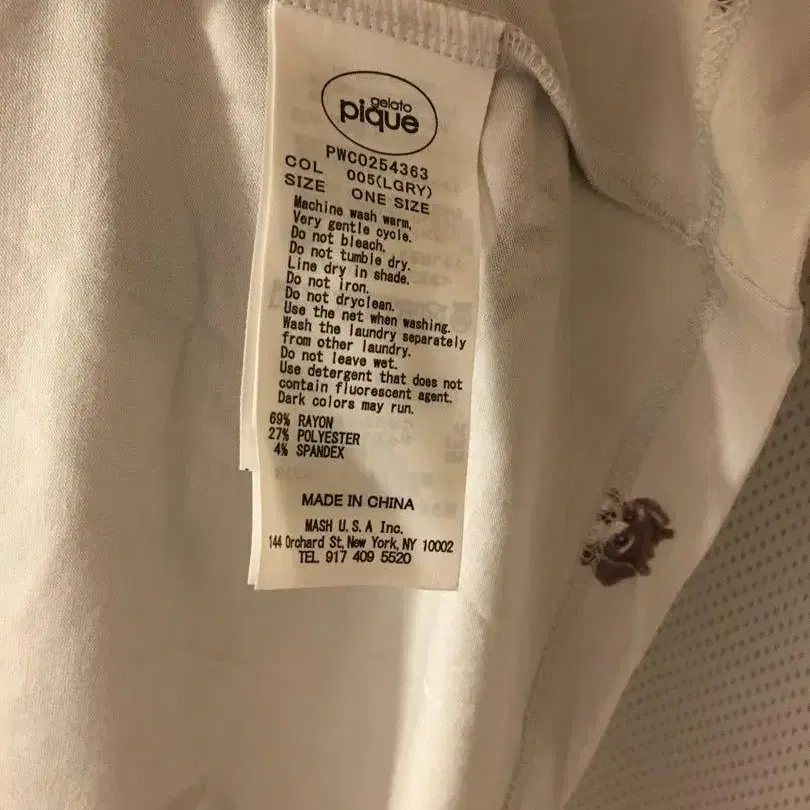 gelato
pique
PWCO254363
COL 005(LGRY)
SIZE ONE SIZE
Machine wash warm,
Very gentle cycle.
Do not bleach.
Do not tumble dry.
Line dry in shade.
Do not iron.
Do not dryclean.
Use the net when washing.
Wash the laundry separately
from other laundry.
Do not leave wet.
Use detergent that does not
contain fluorescent agent.
Dark colors may run.
69% RAYON
27% POLYESTER
4% SPANDEX
MADE IN CHINA
MASH U.S.A Inc.
144 Orchard St, New York, NY 10002
TEL 917 409 5520